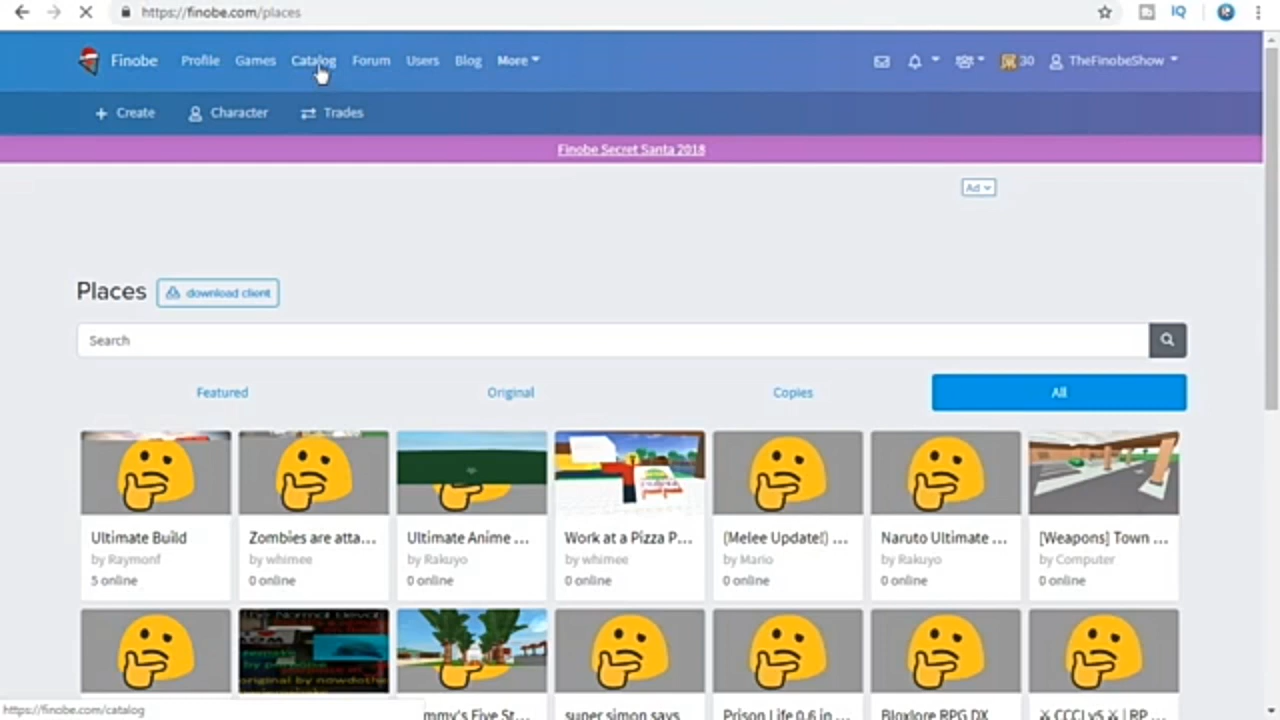 https://finobe.com/places
IQ
Finobe Profile Games Catalog Forum Users Blog More 30 TheFinobeShow
+ Create Character Trades
Finobe Secret Santa 2018
Ad
Places download client
Search
Featured Original Copies All
Ultimate Build Zombies are atta... Ultimate Anime ... Work at a Pizza P... (Melee Update!) ... Naruto Ultimate ... [Weapons] Town ...
by Raymonf by whimee by Rakuyo by whimee by Mario by Rakuyo by Computer
5 online 0 online 0 online 0 online 0 online 0 online 0 online
mmy's Five St... super simon says Prison Life 0.6 in Bloxlore RPG DX
https://finobe.com/catalog